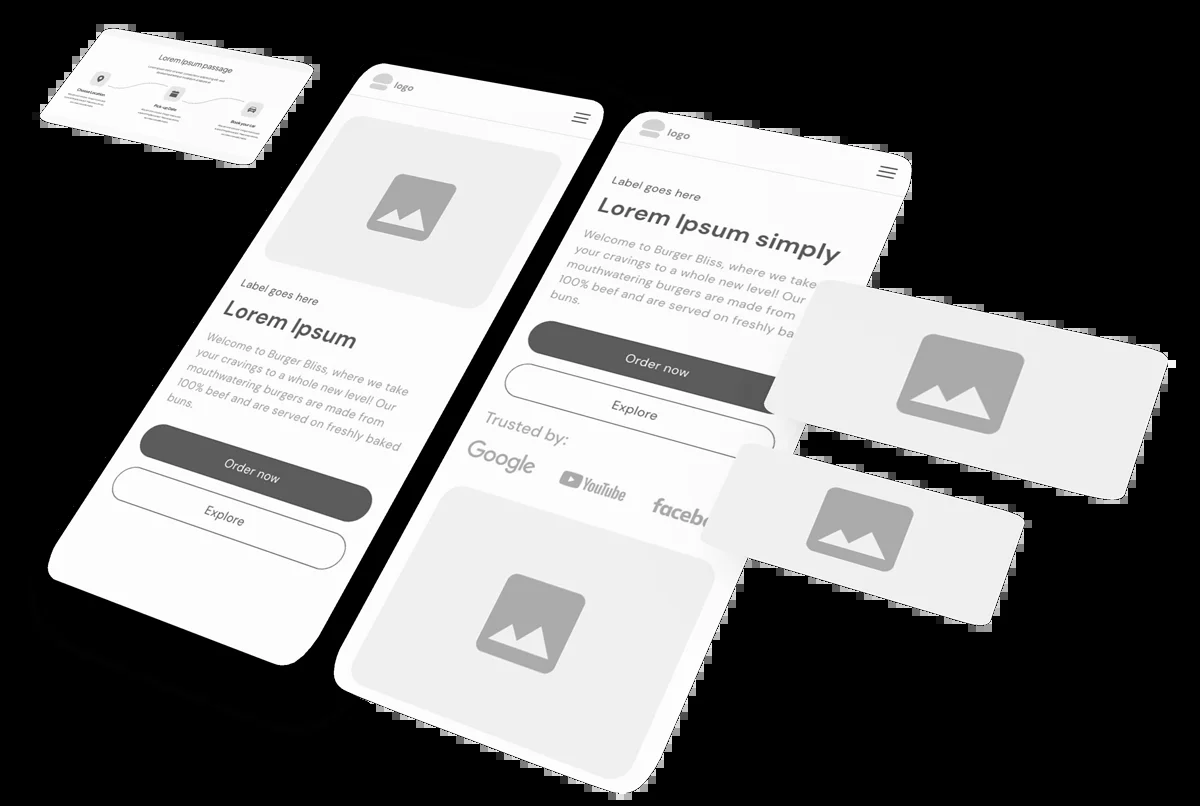 Lorem Ipsum passage
Choose Location
Pick-up Date
Book your car
logo
Label goes here
Lorem Ipsum
Welcome to Burger Bliss, where we take
your cravings to a whole new level! Our
mouthwatering burgers are made from
100% beef and are served on freshly baked
buns.
Order now
Explore
logo
Label goes here
Lorem Ipsum simply
Welcome to Burger Bliss, where we take
your cravings to a whole new level! Our
mouthwatering burgers are made from
100% beef and are served on freshly ba
buns.
Order now
Explore
Trusted by:
Google
YouTube
facebo